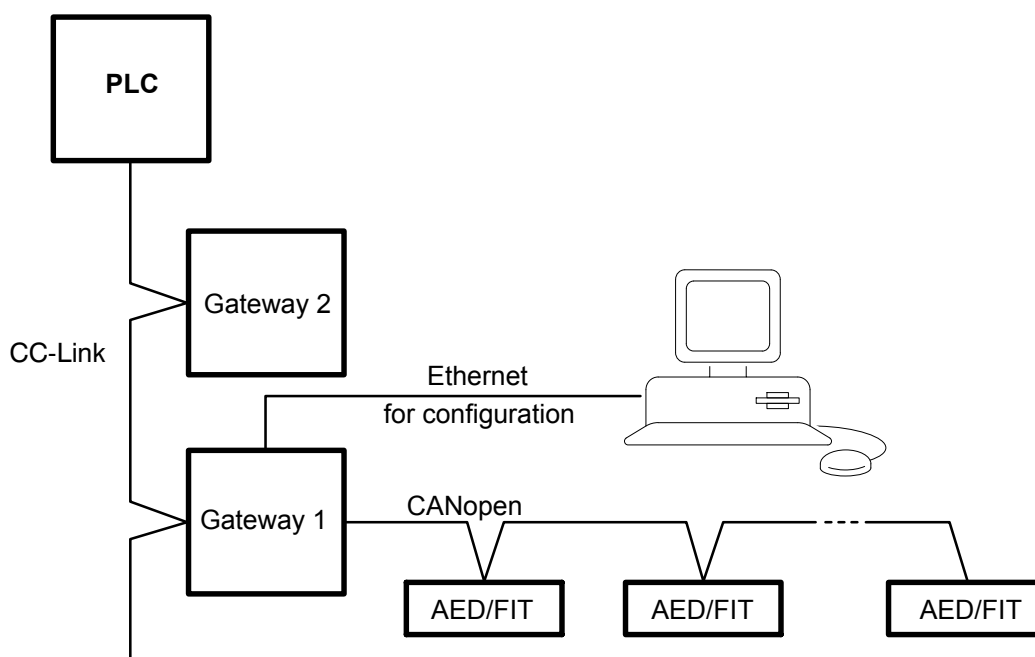 PLC
Gateway 2
CC-Link
Ethernet
for configuration
Gateway 1
CANopen
AED/FIT
AED/FIT
AED/FIT